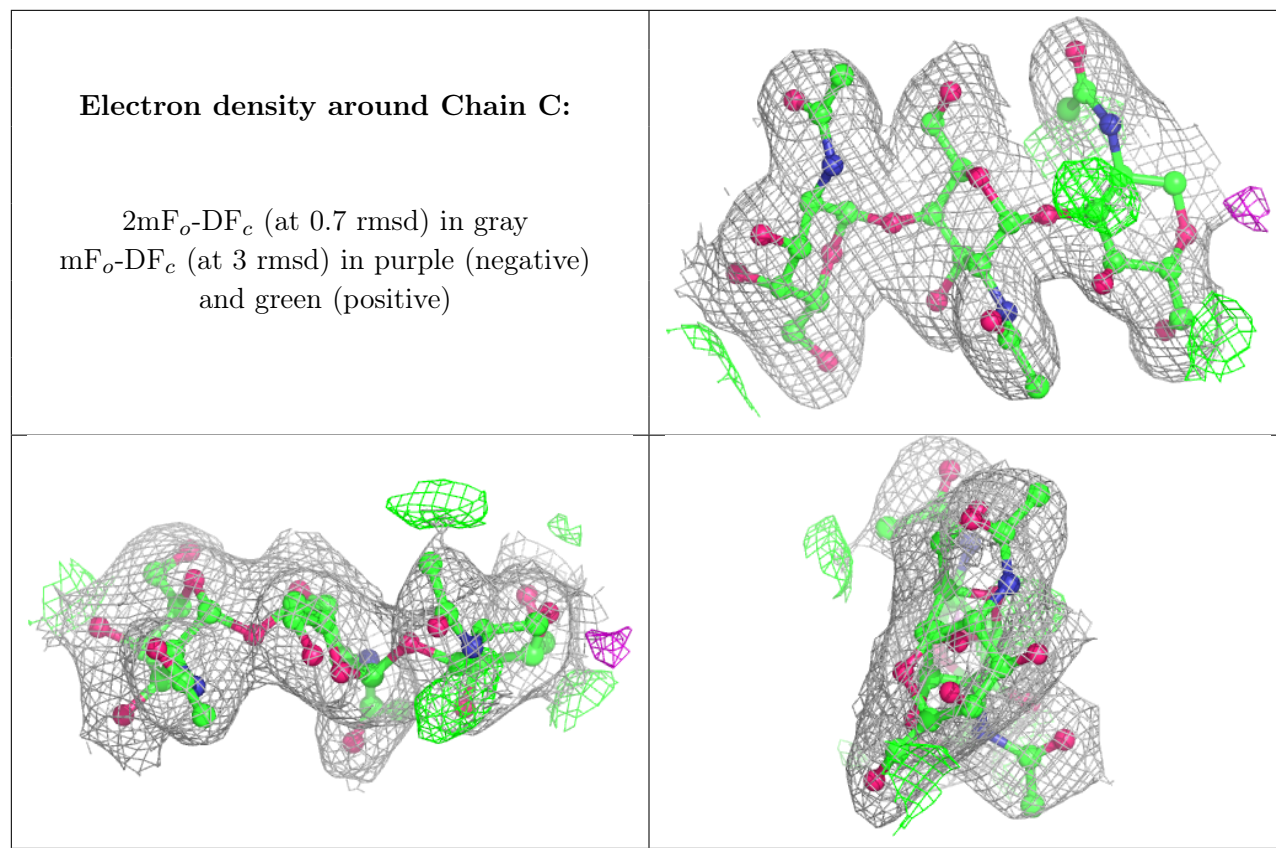 Electron density around Chain C:
2mFo-DFc (at 0.7 rmsd) in gray
mFo-DFc (at 3 rmsd) in purple (negative)
and green (positive)